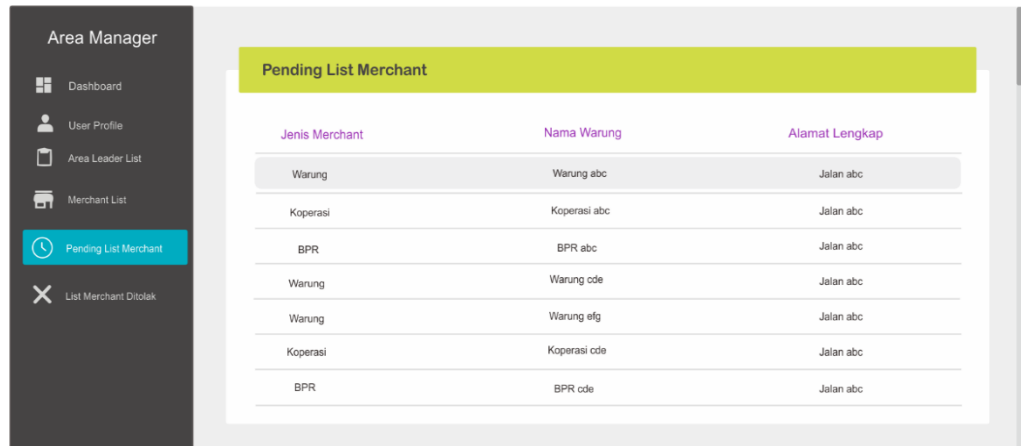 Area Manager
Dashboard
User Profile
Area Leader List
Merchant List
Pending List Merchant
List Merchant Ditolak
Pending List Merchant
Jenis Merchant Nama Warung Alamat Lengkap
Warung Warung abc Jalan abc
Koperasi Koperasi abc Jalan abc
BPR BPR abc Jalan abc
Warung Warung cde Jalan abc
Warung Warung efg Jalan abc
Koperasi Koperasi cde Jalan abc
BPR BPR cde Jalan abc